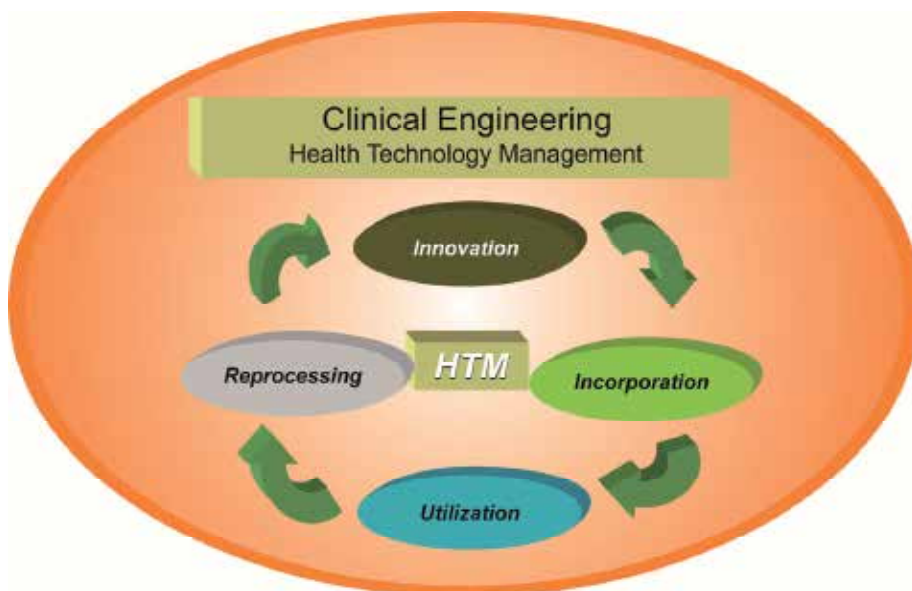 Clinical Engineering
Health Technology Management
Innovation
Reprocessing
HTM
Incorporation
Utilization